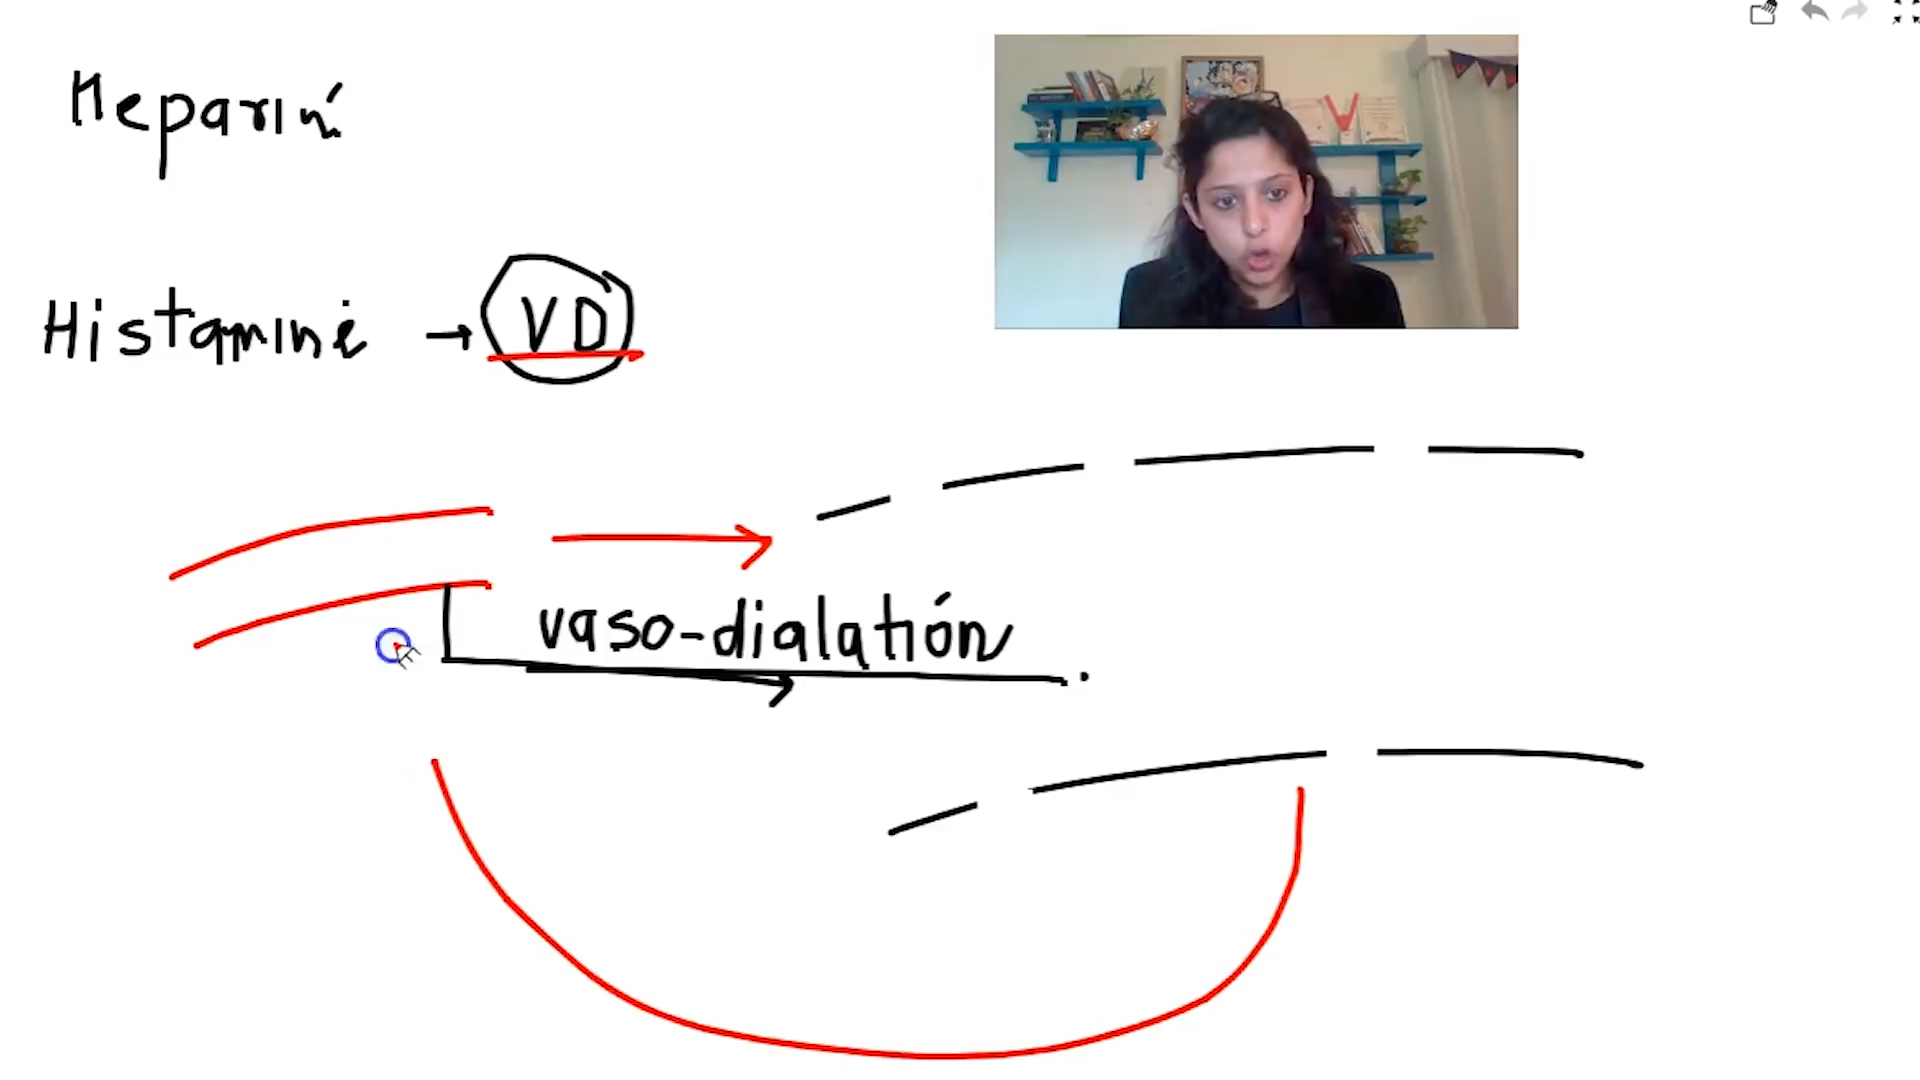 Heparin
Histamine → VD
vaso-dialation